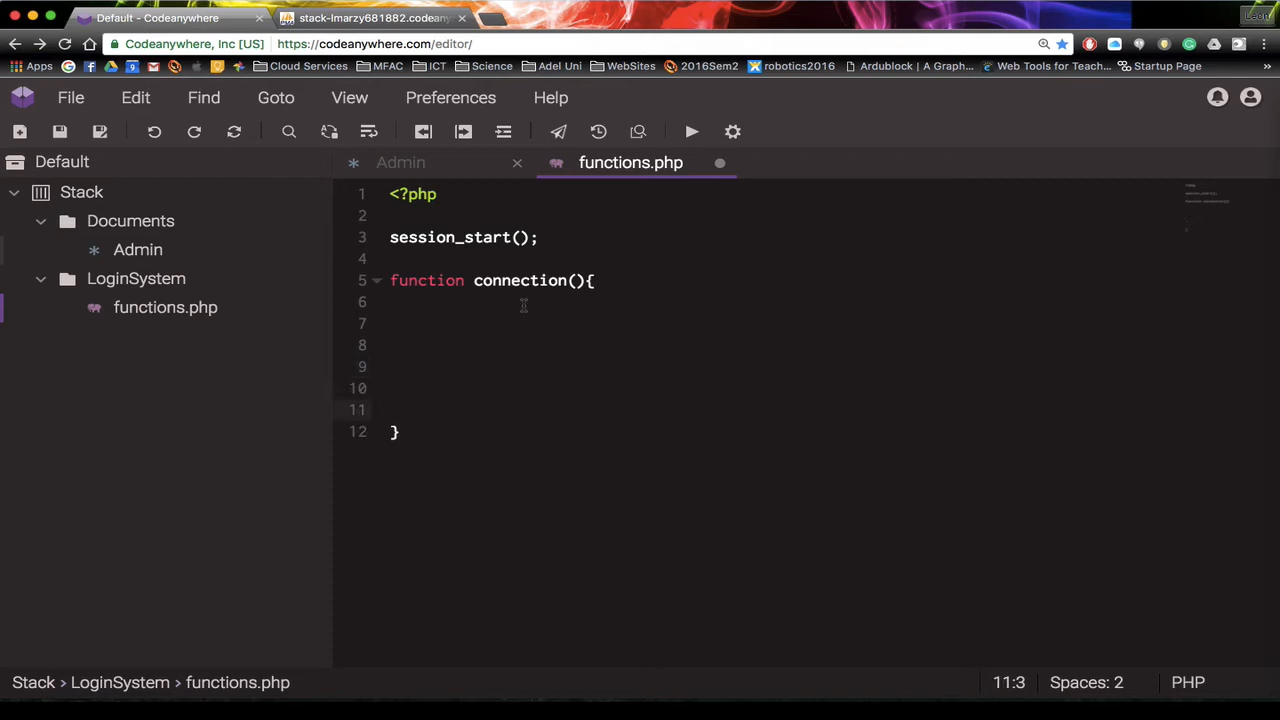 Default - Codeanywhere
stack-lmarzy681882.codeany
Leon
Codeanywhere, Inc [US]
https://codeanywhere.com/editor/
Apps
Cloud Services
MFAC
ICT
Science
Adel Uni
WebSites
2016Sem2
robotics2016
Ardublock | A Graph...
Web Tools for Teach...
Startup Page
»
File Edit Find Goto View Preferences Help
Default
Admin
functions.php
Stack
Documents
Admin
LoginSystem
functions.php
1 <?php
2
3 session_start();
4
5 function connection(){
6
7
8
9
10
11
12 }
Stack > LoginSystem > functions.php
11:3
Spaces: 2
PHP